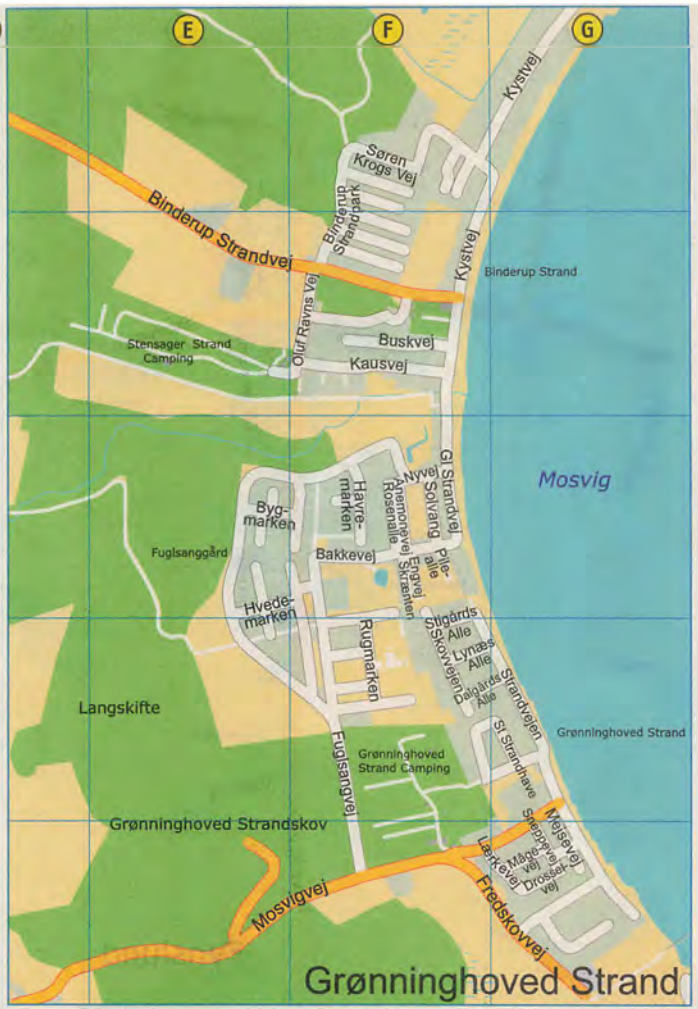 E
F
G
Kystvej
Søren
Krogs Vej
Binderup
Strandpark
Binderup Strandvej
Kystvej
Binderup Strand
Oluf Ravns Vej
Stensager Strand
Camping
Buskvej
Kausvej
Gl Strandvej
Mosvig
Nyvej
Solvang
Anemonevej
Rosenalle
Havre-
marken
Byg-
marken
Fuglsanggård
Bakkevej
Pile-
alle
Engvej
Skrænten
Hvede-
marken
Rugmarken
Stigårds
Alle
Skovvejen
Lynæs
Alle
Dalgårds
Alle
Strandvejen
Langskifte
Fuglsangvej
Grønninghoved
Strand Camping
St Strandhave
Grønninghoved Strand
Grønninghoved Strandskov
Mejsevej
Sneppevej
Måge-
vej
Drossel-
vej
Lærkevej
Mosvigvej
Fredskovvej
Grønninghoved Strand